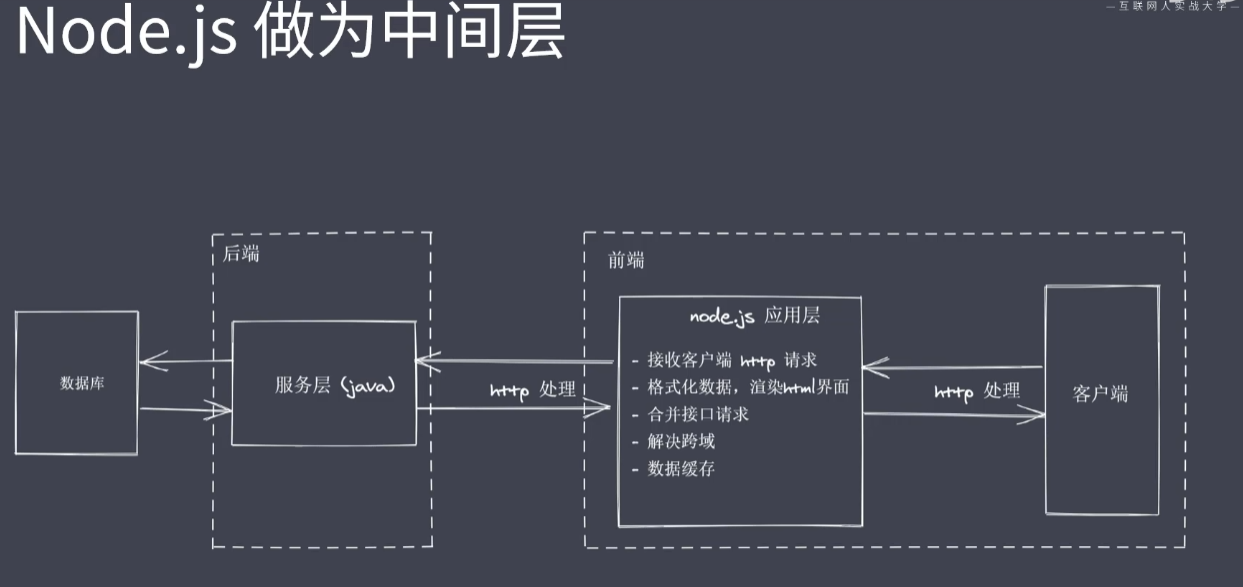 Node.js 做为中间层
—互联网人实战大学—
后端
前端
数据库
服务层 (java)
http 处理
node.js 应用层
- 接收客户端 http 请求
- 格式化数据，渲染html界面
- 合并接口请求
- 解决跨域
- 数据缓存
http 处理
客户端